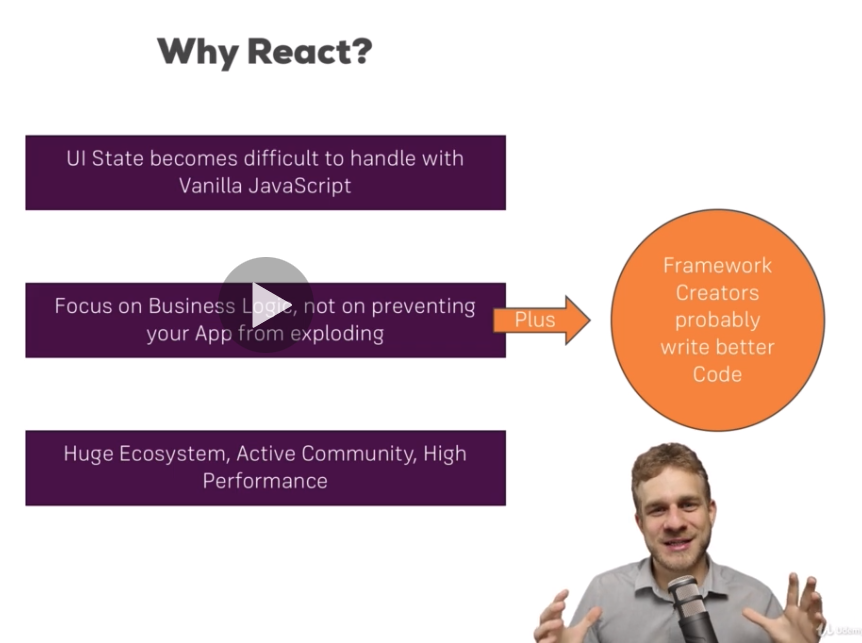 Why React?
UI State becomes difficult to handle with
Vanilla JavaScript
Focus on Business Logic, not on preventing
your App from exploding
Plus
Framework
Creators
probably
write better
Code
Huge Ecosystem, Active Community, High
Performance
Udemy